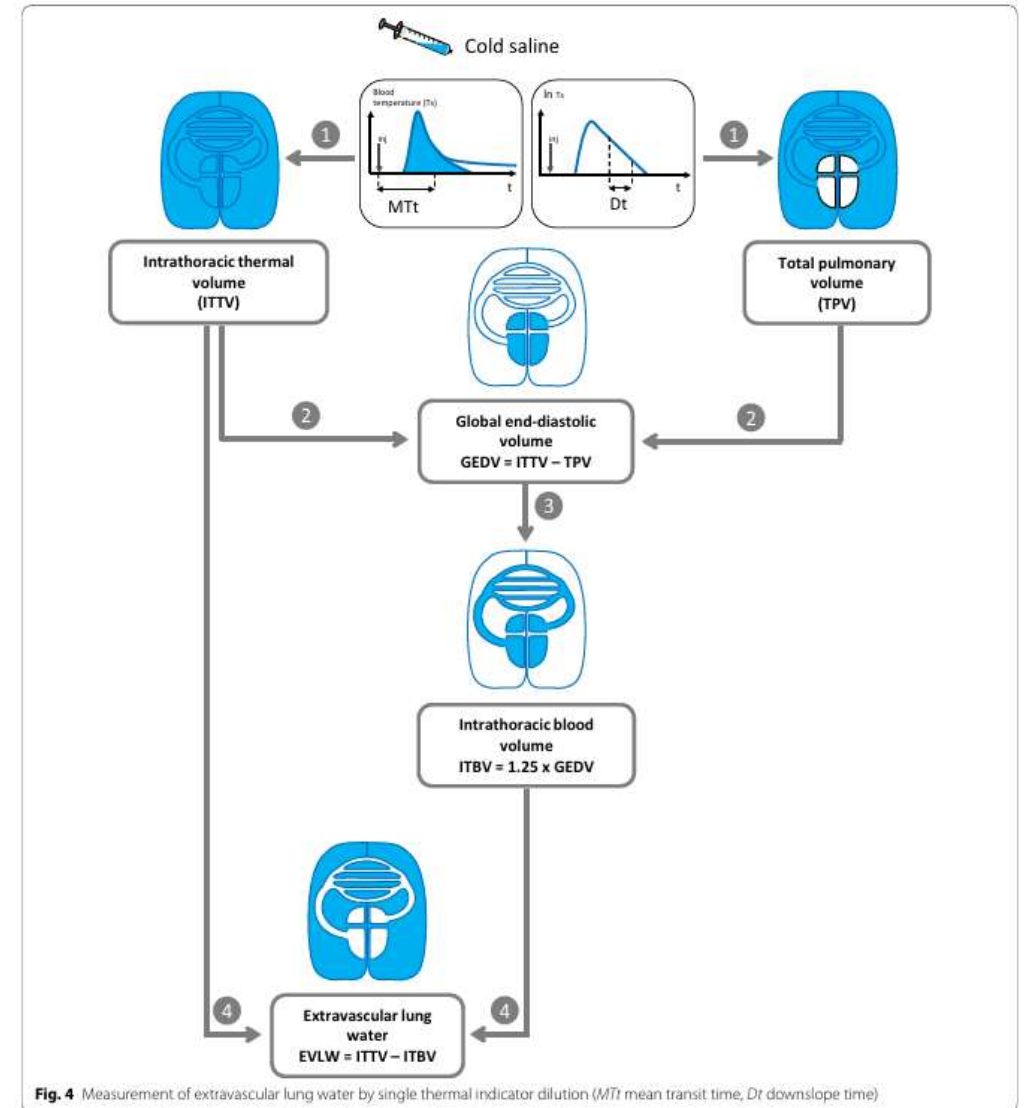 Cold saline
Blood
temperature (Ts)
inj
t
MTt
ln Ts
inj
t
Dt
1
1
Intrathoracic thermal
volume
(ITTV)
Total pulmonary
volume
(TPV)
2
2
Global end-diastolic
volume
GEDV = ITTV – TPV
3
Intrathoracic blood
volume
ITBV = 1.25 x GEDV
4
4
Extravascular lung
water
EVLW = ITTV – ITBV
Fig. 4 Measurement of extravascular lung water by single thermal indicator dilution (MTt mean transit time, Dt downslope time)